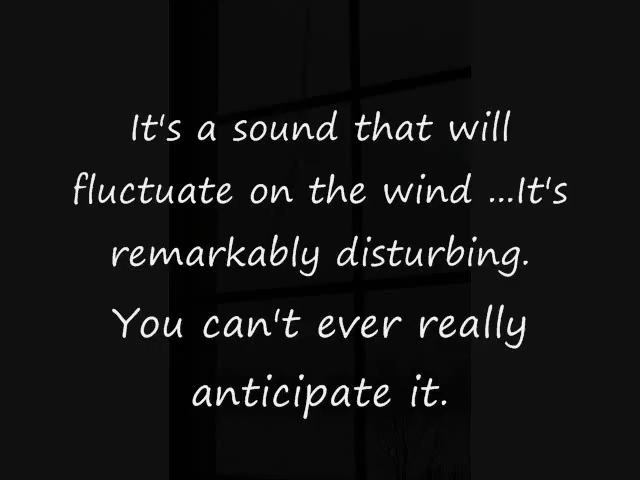 It's a sound that will
fluctuate on the wind ...It's
remarkably disturbing.
You can't ever really
anticipate it.